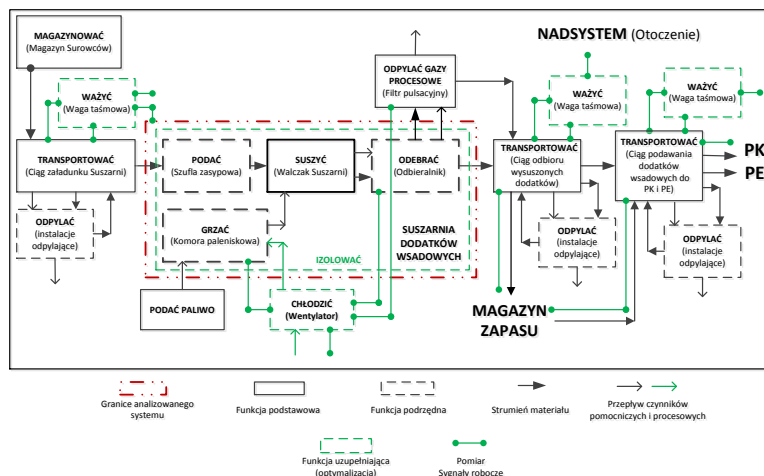 MAGAZYNOWAĆ
(Magazyn Surowców)
WAŻYĆ
(Waga taśmowa)
TRANSPORTOWAĆ
(Ciąg załadunku Suszarni)
ODPYLAĆ
(instalacje
odpylające)
PODAĆ
(Szufla zasypowa)
SUSZYĆ
(Walczak Suszarni)
ODEBRAĆ
(Odbieralnik)
GRZAĆ
(Komora paleniskowa)
SUSZARNIA
DODATKÓW
WSADOWYCH
IZOLOWAĆ
PODAĆ PALIWO
CHŁODZIĆ
(Wentylator)
ODPYLAĆ GAZY
PROCESOWE
(Filtr pulsacyjny)
NADSYSTEM (Otoczenie)
WAŻYĆ
(Waga taśmowa)
TRANSPORTOWAĆ
(Ciąg odbioru
wysuszonych
dodatków)
ODPYLAĆ
(instalacje
odpylające)
MAGAZYN
ZAPASU
WAŻYĆ
(Waga taśmowa)
TRANSPORTOWAĆ
(Ciąg podawania
dodatków
wsadowych do
PK i PE)
PK
PE
ODPYLAĆ
(instalacje
odpylające)
Granice analizowanego
systemu
Funkcja podstawowa
Funkcja podrzędna
Strumień materiału
Przepływ czynników
pomocniczych i procesowych
Funkcja uzupełniająca
(optymalizacja)
Pomiar
Sygnały robocze